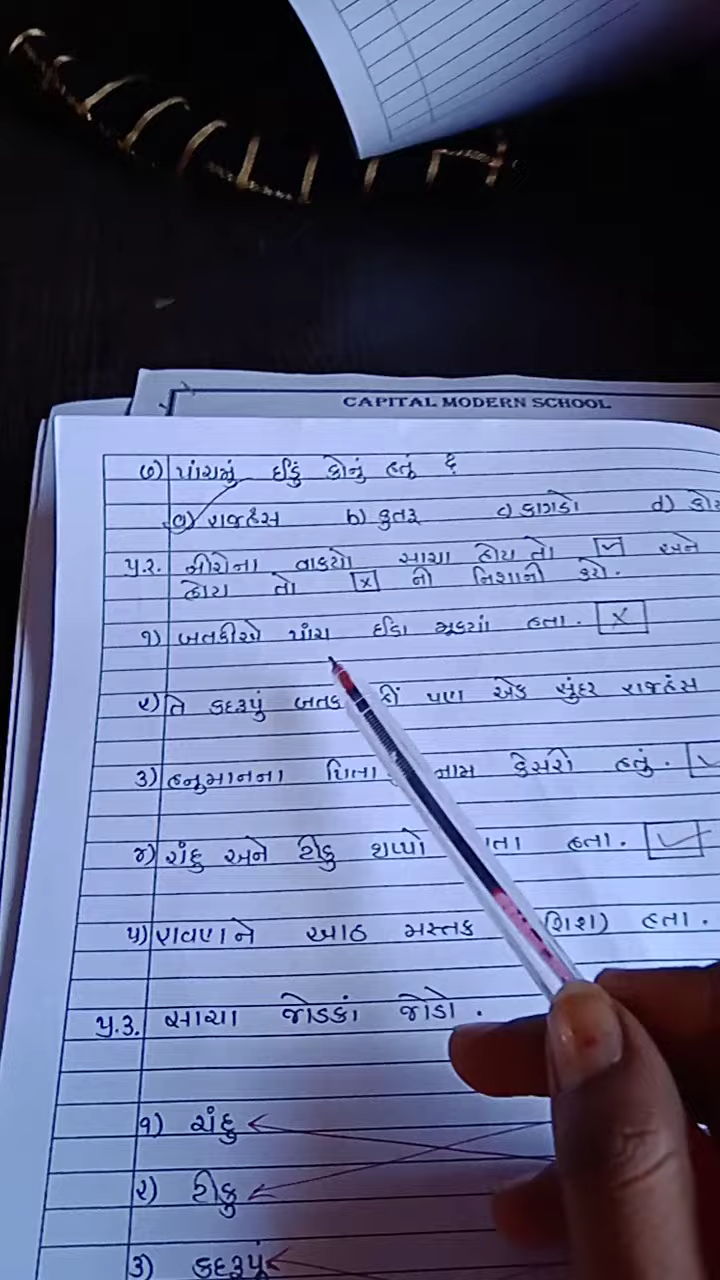 CAPITAL MODERN SCHOOL
૭) પાંચમું ઈંડું કોનું હતું ?
a) રાજહંસ b) કુતરૂ c) કાગડો d)
પ્ર.૨. નીચેના વાક્યો સાચા હોય તો ✓ અને
હોય તો x ની નિશાની કરો.
૧) બતકીએ પાંચ ઈંડા મૂક્યાં હતા. x
૨) તે કદરૂપું બતક પણ એક સુંદર રાજહંસ
૩) હનુમાનના પિતા નામ કેસરી હતું. ✓
૪) ચંદુ અને ટીકુ થપ્પો હતા. ✓
૫) રાવણને આઠ મસ્તક શિશ) હતા.
પ્ર.૩. સાચા જોડકાં જોડો.
૧) ચંદુ
૨) ટીકુ
૩) કદરૂપું